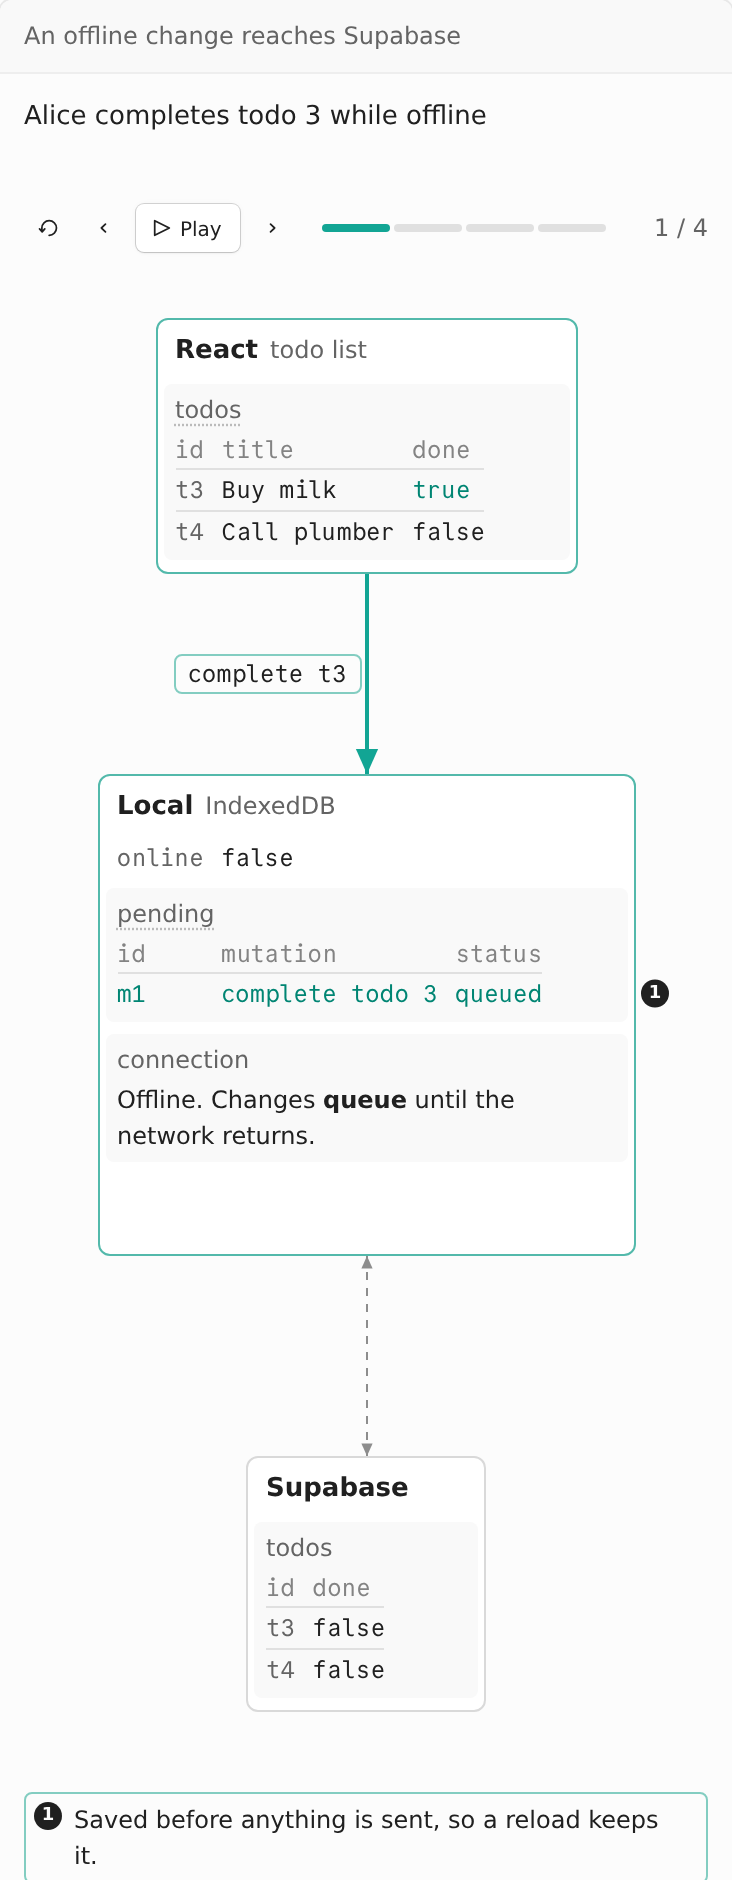 An offline change reaches Supabase
Alice completes todo 3 while offline
Play
1 / 4
React todo list
todos
id title done
t3 Buy milk true
t4 Call plumber false
complete t3
Local IndexedDB
online false
pending
id mutation status
m1 complete todo 3 queued
1
connection
Offline. Changes queue until the
network returns.
Supabase
todos
id done
t3 false
t4 false
1 Saved before anything is sent, so a reload keeps
it.